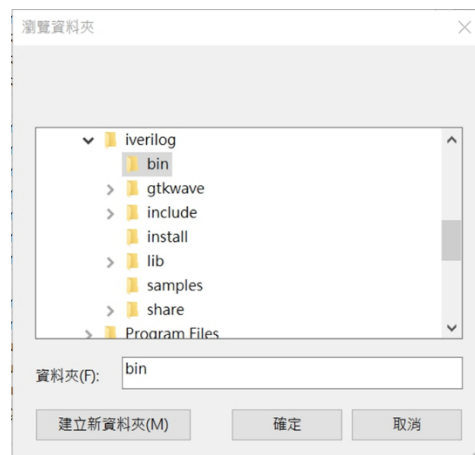 瀏覽資料夾
iverilog
bin
gtkwave
include
install
lib
samples
share
Program Files
資料夾(F): bin
建立新資料夾(M) 確定 取消